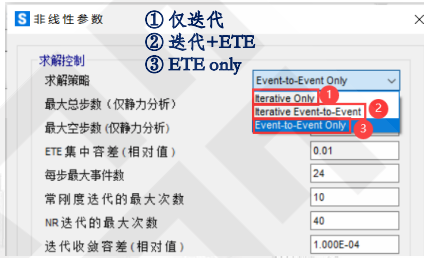 S 非线性参数
① 仅迭代
② 迭代+ETE
③ ETE only
求解控制
求解策略 Event-to-Event Only
Iterative Only 1
Iterative Event-to-Event 2
Event-to-Event Only 3
最大总步数（仅静力分析）
最大空步数(仅静力分析)
ETE 集中容差(相对值) 0.01
每步最大事件数 24
常刚度迭代的最大次数 10
NR迭代的最大次数 40
迭代收敛容差(相对值) 1.000E-04